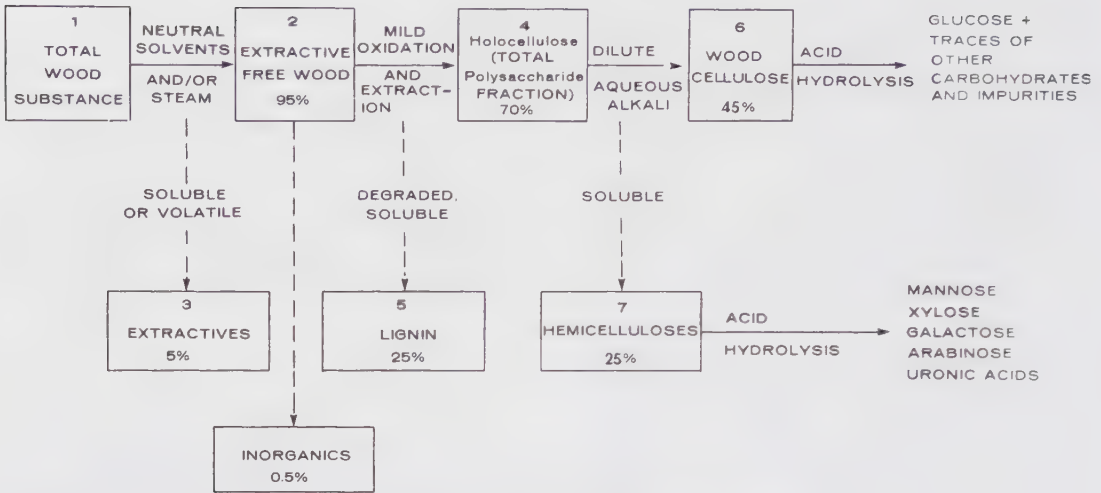 1
TOTAL
WOOD
SUBSTANCE
NEUTRAL
SOLVENTS
AND/OR
STEAM
2
EXTRACTIVE
FREE WOOD
95%
MILD
OXIDATION
AND
EXTRACT-
ION
4
Holocellulose
(TOTAL
Polysaccharide
FRACTION)
70%
DILUTE
AQUEOUS
ALKALI
6
WOOD
CELLULOSE
45%
ACID
HYDROLYSIS
GLUCOSE +
TRACES OF
OTHER
CARBOHYDRATES
AND IMPURITIES
SOLUBLE
OR VOLATILE
DEGRADED,
SOLUBLE
SOLUBLE
3
EXTRACTIVES
5%
5
LIGNIN
25%
7
HEMICELLULOSES
25%
ACID
HYDROLYSIS
MANNOSE
XYLOSE
GALACTOSE
ARABINOSE
URONIC ACIDS
INORGANICS
0.5%